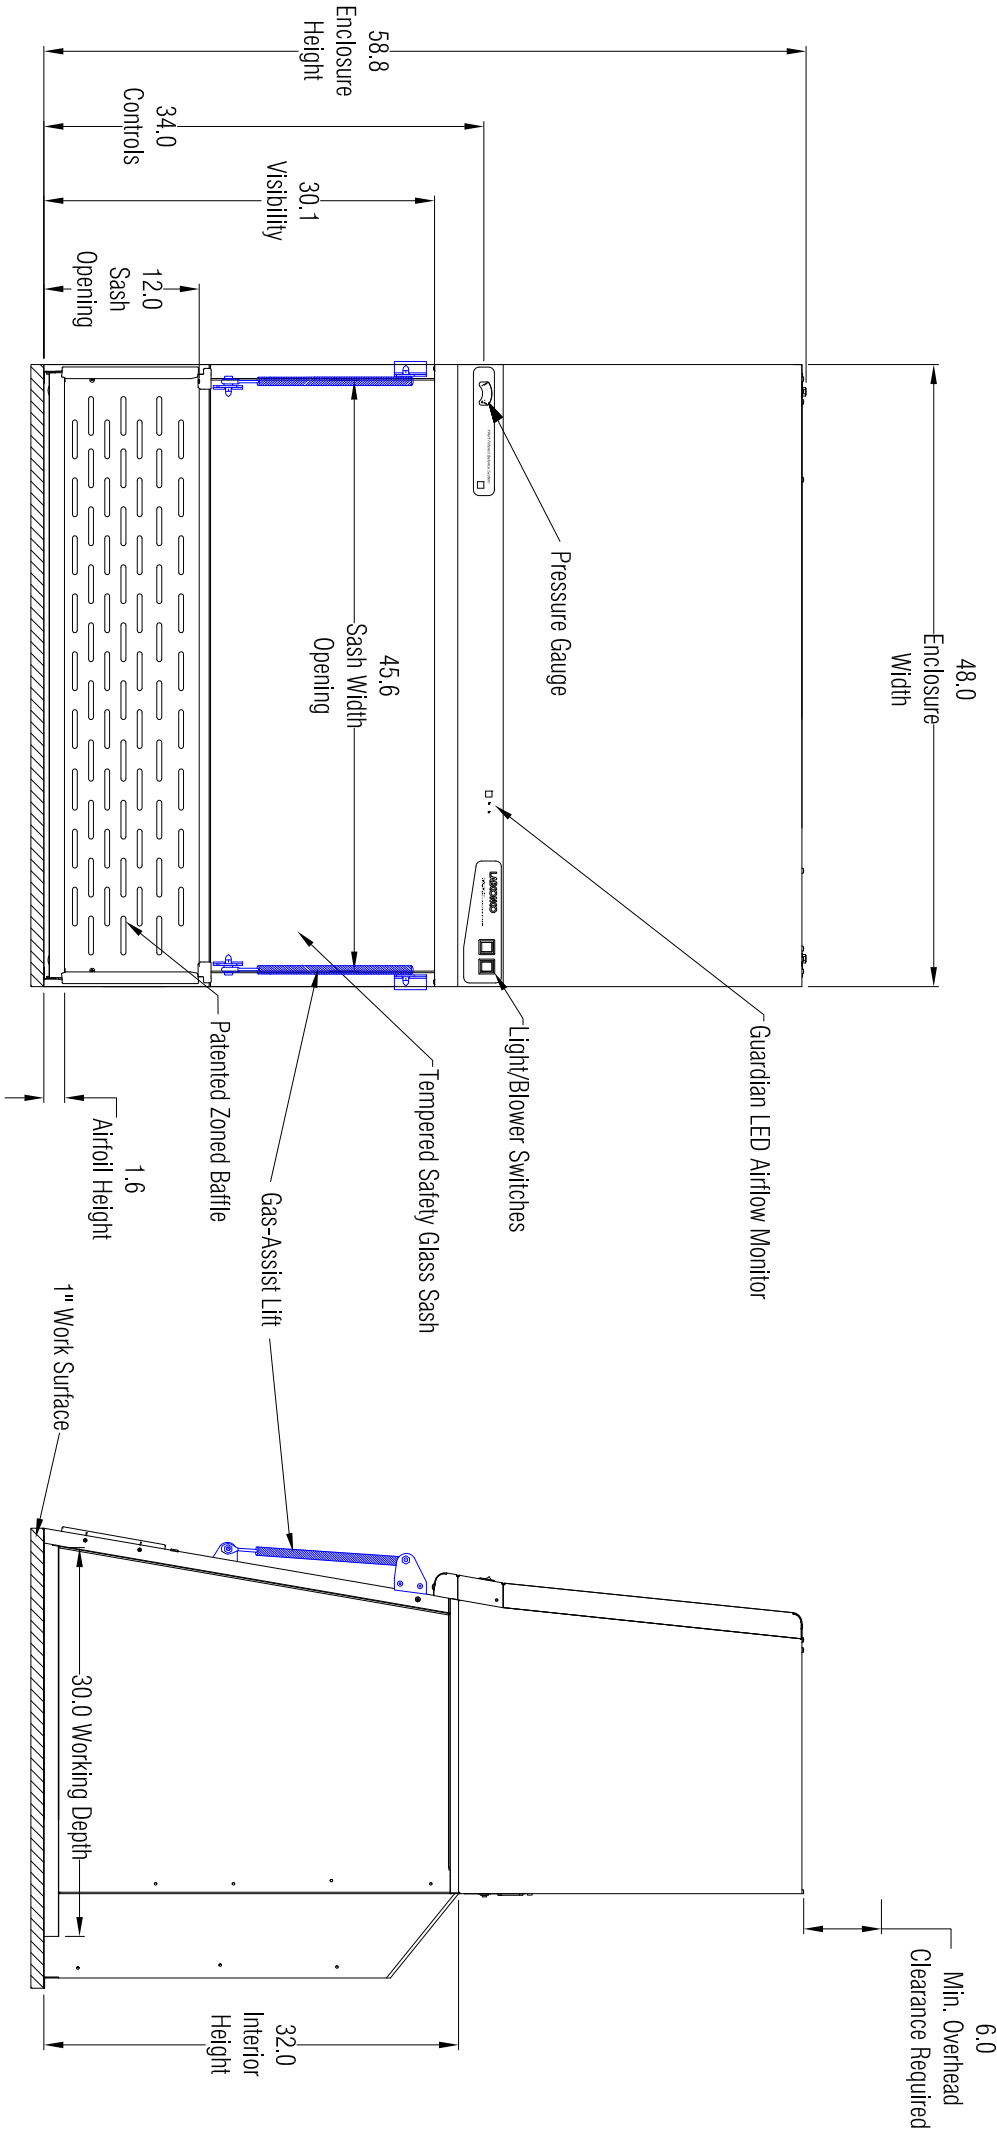 58.8
Enclosure
Height
34.0
Controls
30.1
Visibility
12.0
Sash
Opening
48.0
Enclosure
Width
45.6
Sash Width
Opening
Pressure Gauge
LABCONCO
Guardian LED Airflow Monitor
Light/Blower Switches
Tempered Safety Glass Sash
Gas-Assist Lift
Patented Zoned Baffle
1.6
Airfoil Height
1" Work Surface
30.0 Working Depth
32.0
Interior
Height
6.0
Min. Overhead
Clearance Required